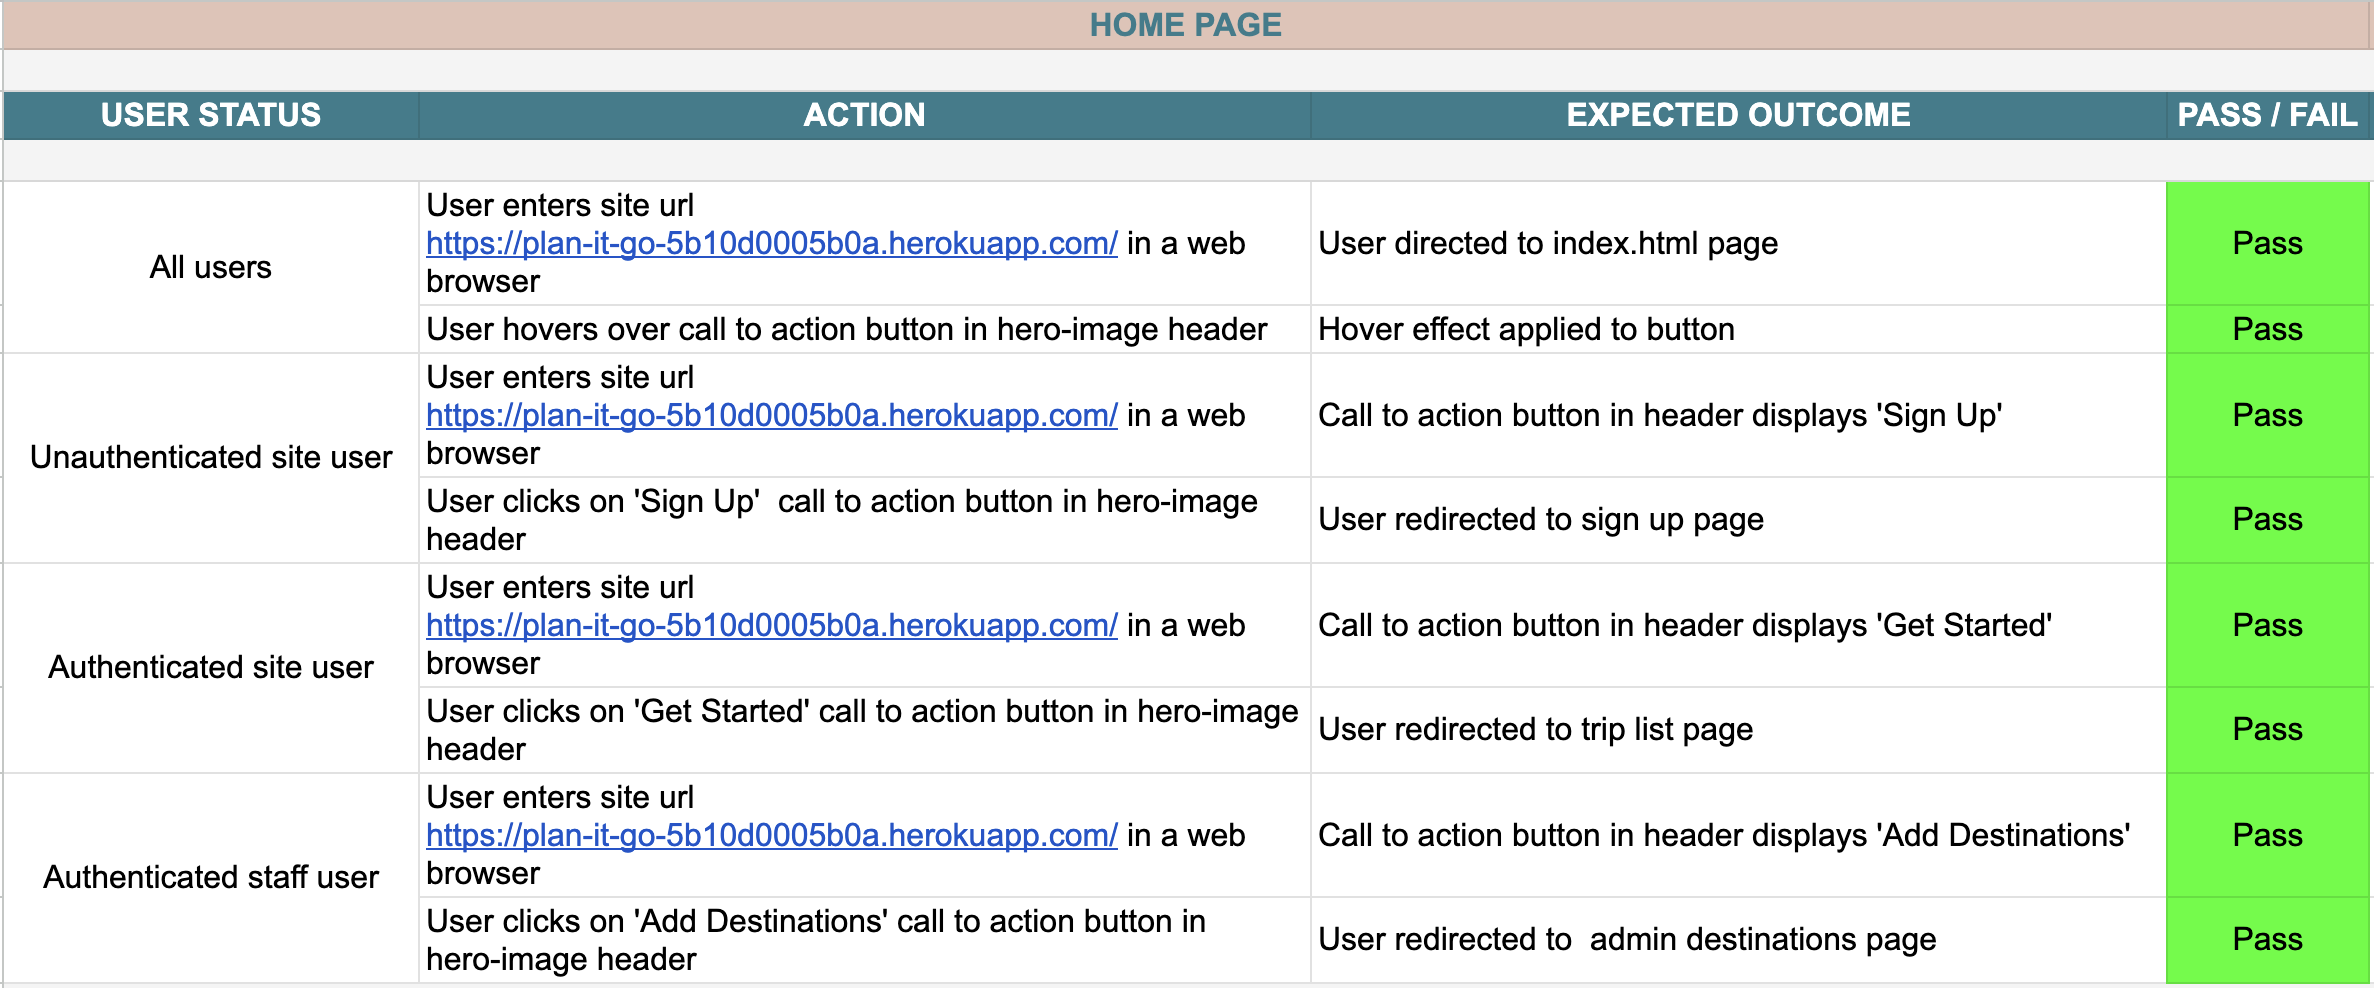 HOME PAGE
USER STATUS ACTION EXPECTED OUTCOME PASS / FAIL
All users
User enters site url
https://plan-it-go-5b10d0005b0a.herokuapp.com/ in a web
browser
User directed to index.html page
Pass
User hovers over call to action button in hero-image header
Hover effect applied to button
Pass
Unauthenticated site user
User enters site url
https://plan-it-go-5b10d0005b0a.herokuapp.com/ in a web
browser
Call to action button in header displays 'Sign Up'
Pass
User clicks on 'Sign Up'  call to action button in hero-image
header
User redirected to sign up page
Pass
Authenticated site user
User enters site url
https://plan-it-go-5b10d0005b0a.herokuapp.com/ in a web
browser
Call to action button in header displays 'Get Started'
Pass
User clicks on 'Get Started' call to action button in hero-image
header
User redirected to trip list page
Pass
Authenticated staff user
User enters site url
https://plan-it-go-5b10d0005b0a.herokuapp.com/ in a web
browser
Call to action button in header displays 'Add Destinations'
Pass
User clicks on 'Add Destinations' call to action button in
hero-image header
User redirected to  admin destinations page
Pass